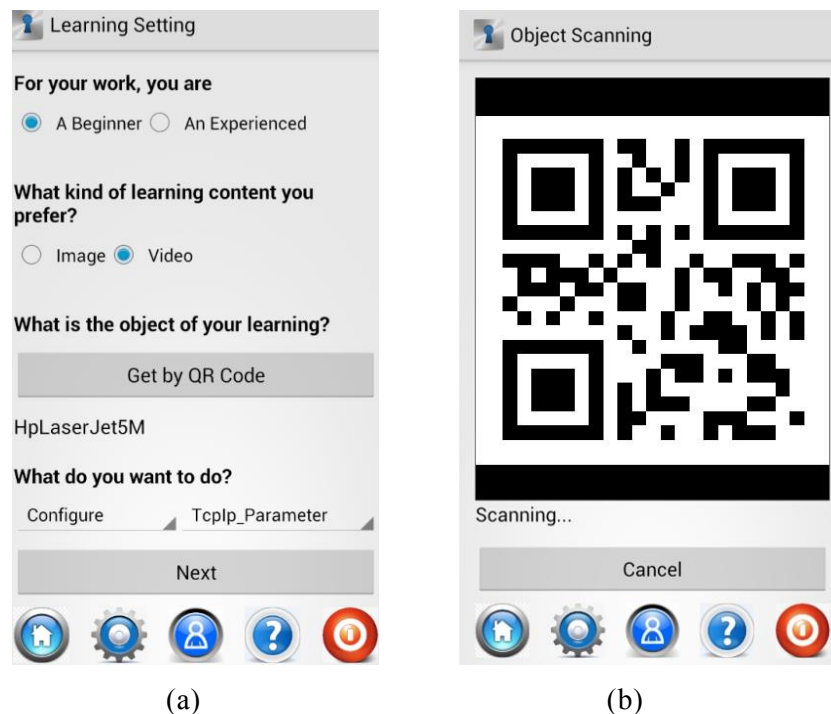 Learning Setting
For your work, you are
A Beginner An Experienced
What kind of learning content you
prefer?
Image Video
What is the object of your learning?
Get by QR Code
HpLaserJet5M
What do you want to do?
Configure TcpIp_Parameter
Next
(a)
Object Scanning
Scanning...
Cancel
(b)